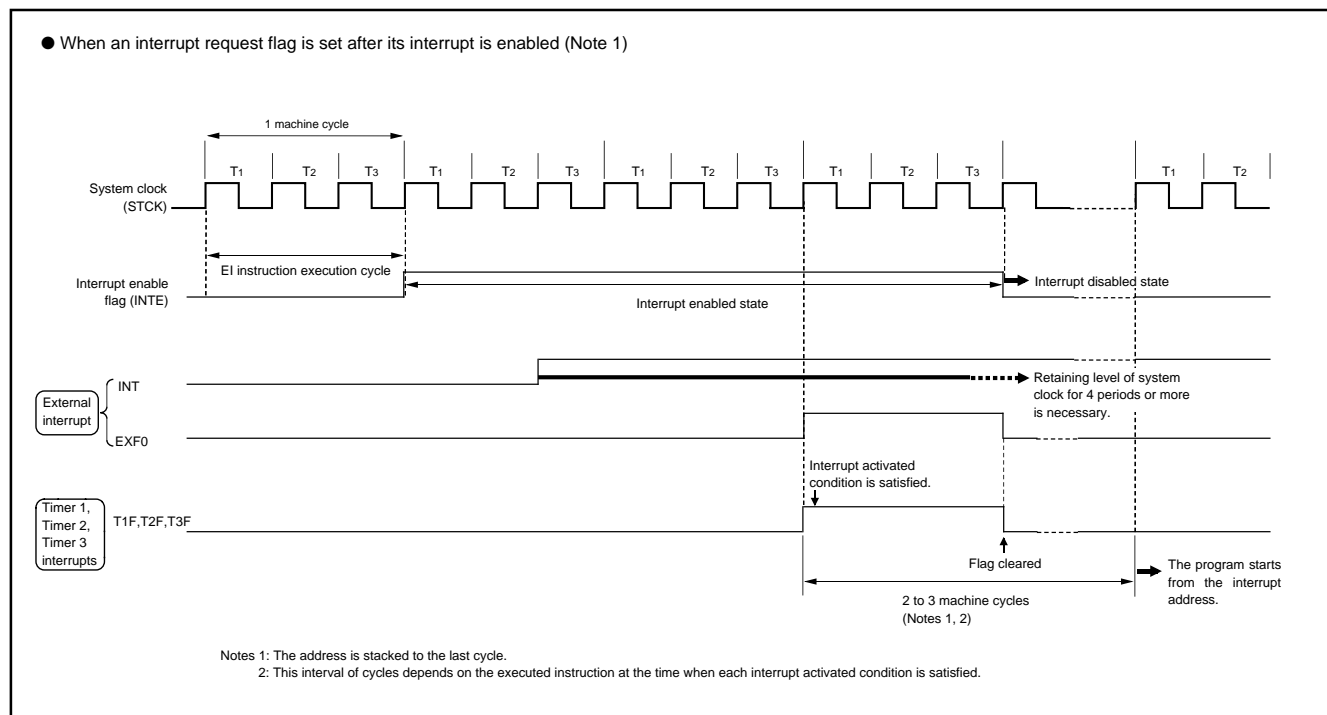 ● When an interrupt request flag is set after its interrupt is enabled (Note 1)
1 machine cycle
T1 T2 T3 T1 T2 T3 T1 T2 T3 T1 T2 T3 T1 T2
System clock
(STCK)
EI instruction execution cycle
Interrupt enable
flag (INTE)
Interrupt enabled state
Interrupt disabled state
INT
External
interrupt
Retaining level of system
clock for 4 periods or more
is necessary.
EXF0
Interrupt activated
condition is satisfied.
Timer 1,
Timer 2,
Timer 3
interrupts
T1F,T2F,T3F
Flag cleared
The program starts
from the interrupt
address.
2 to 3 machine cycles
(Notes 1, 2)
Notes 1: The address is stacked to the last cycle.
2: This interval of cycles depends on the executed instruction at the time when each interrupt activated condition is satisfied.